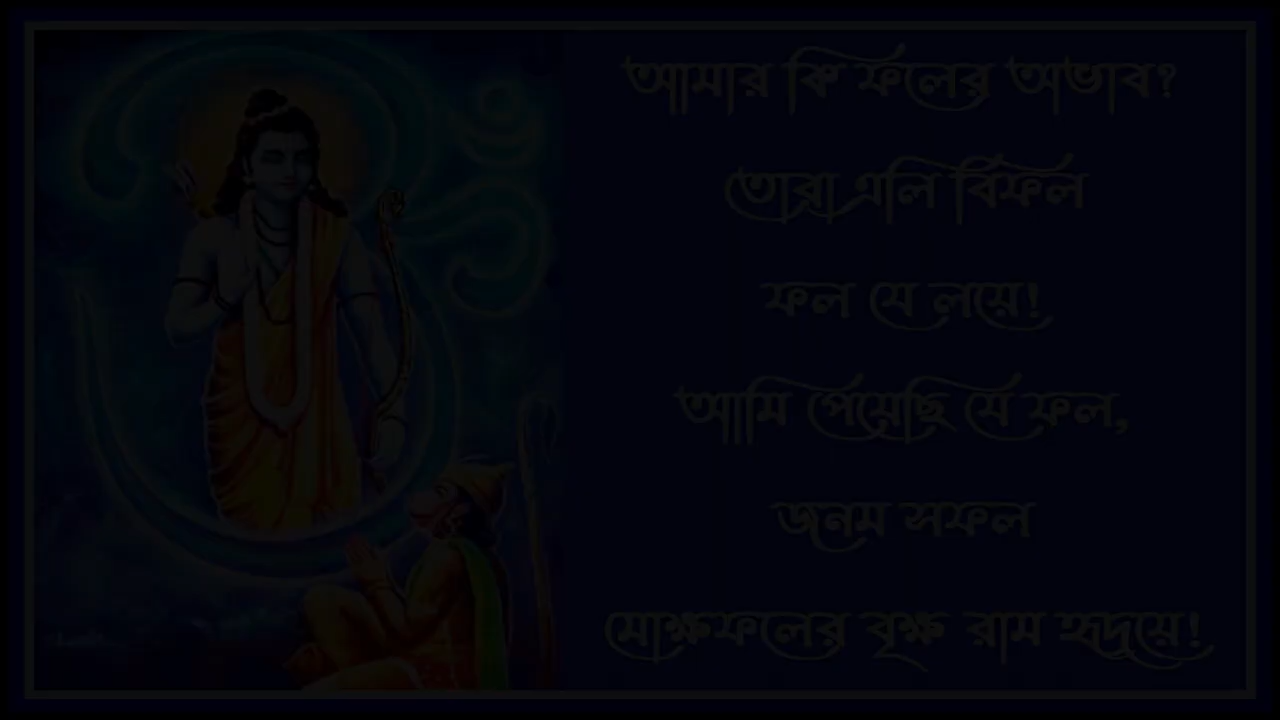 আমার কি ফলের অভাব?
তোরা এলি বিফল
ফল যে লয়ে!
আমি পেয়েছি যে ফল,
জনম সফল
মোক্ষফলের বৃক্ষ রাম হৃদয়ে!